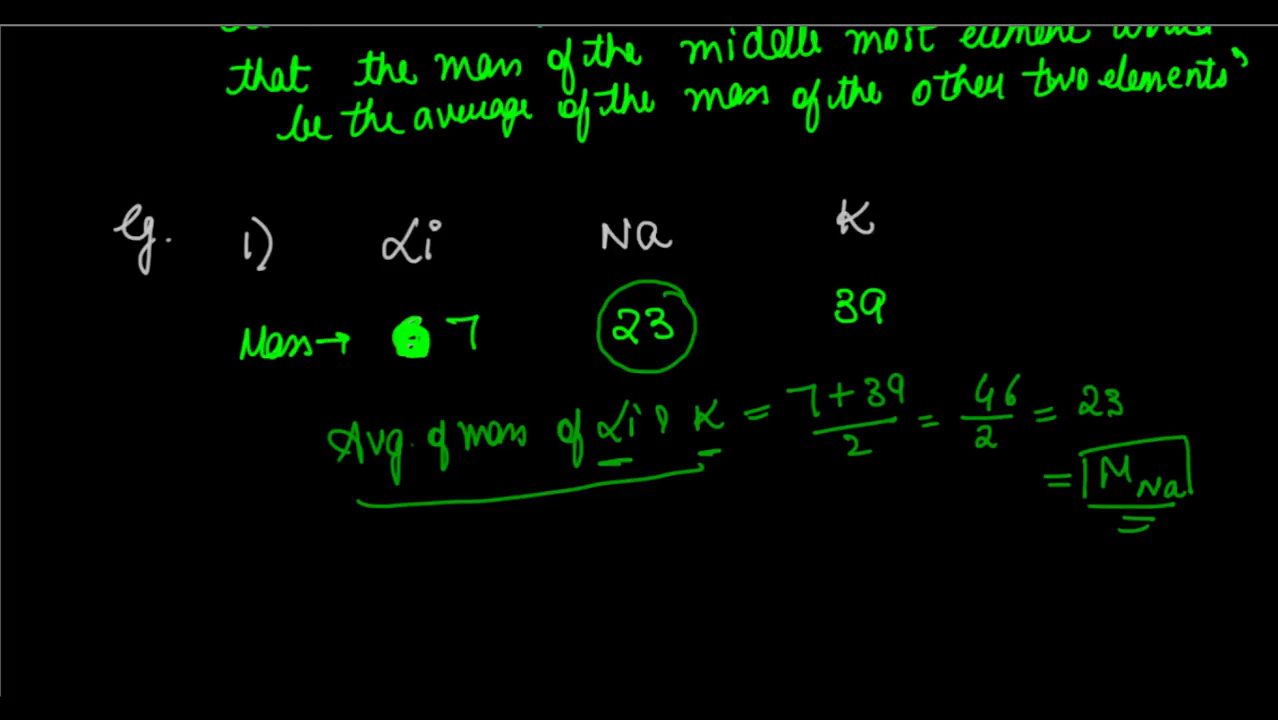 that the mass of the middle most element would
be the average of the mass of the other two elements"
Eg. 1) Li Na K
Mass → 7 23 39
Avg. of mass of Li & K = 7+39/2 = 46/2 = 23
= M Na